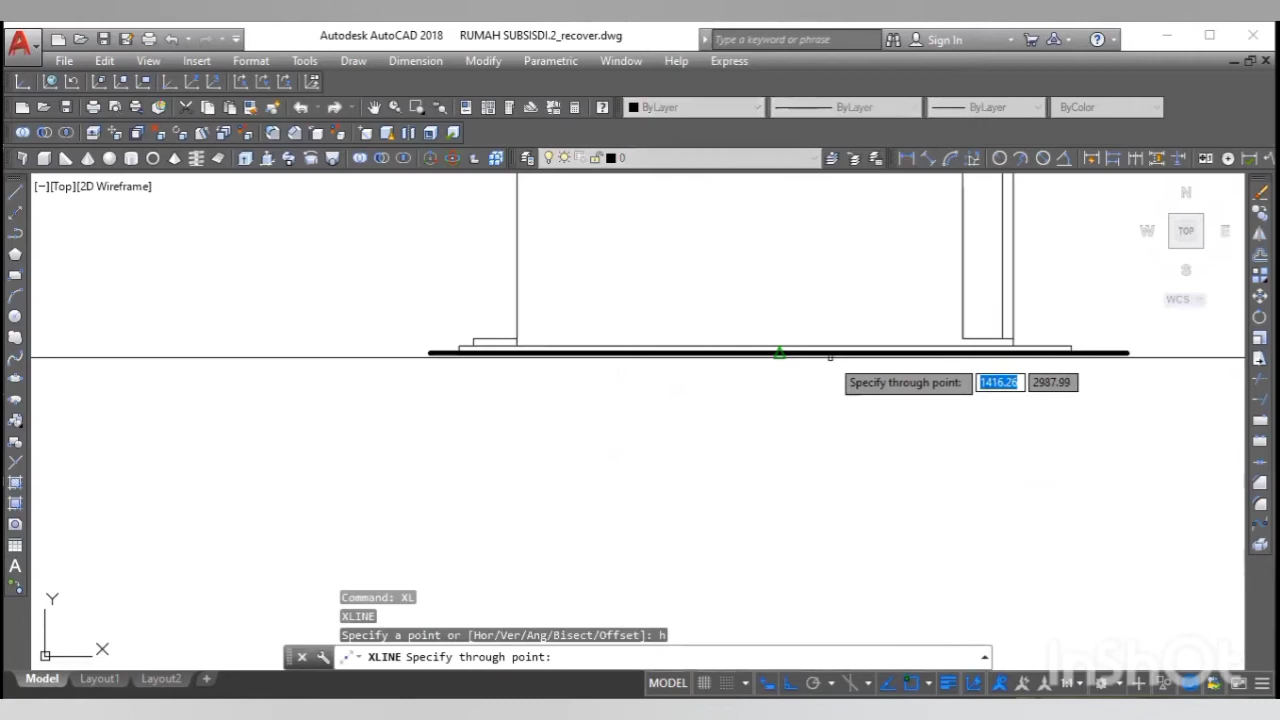 Autodesk AutoCAD 2018 RUMAH SUBSISDI.2_recover.dwg
Type a keyword or phrase
Sign In
File Edit View Insert Format Tools Draw Dimension Modify Parametric Window Help Express
ByLayer ByLayer ByLayer ByColor
0
[−][Top][2D Wireframe]
N
W TOP E
S
WCS
Specify through point: 1416.26 2987.99
Command: XL
XLINE
Specify a point or [Hor/Ver/Ang/Bisect/Offset]: h
XLINE Specify through point:
Y
X
Model Layout1 Layout2 +
MODEL 1:1
A
InShOt